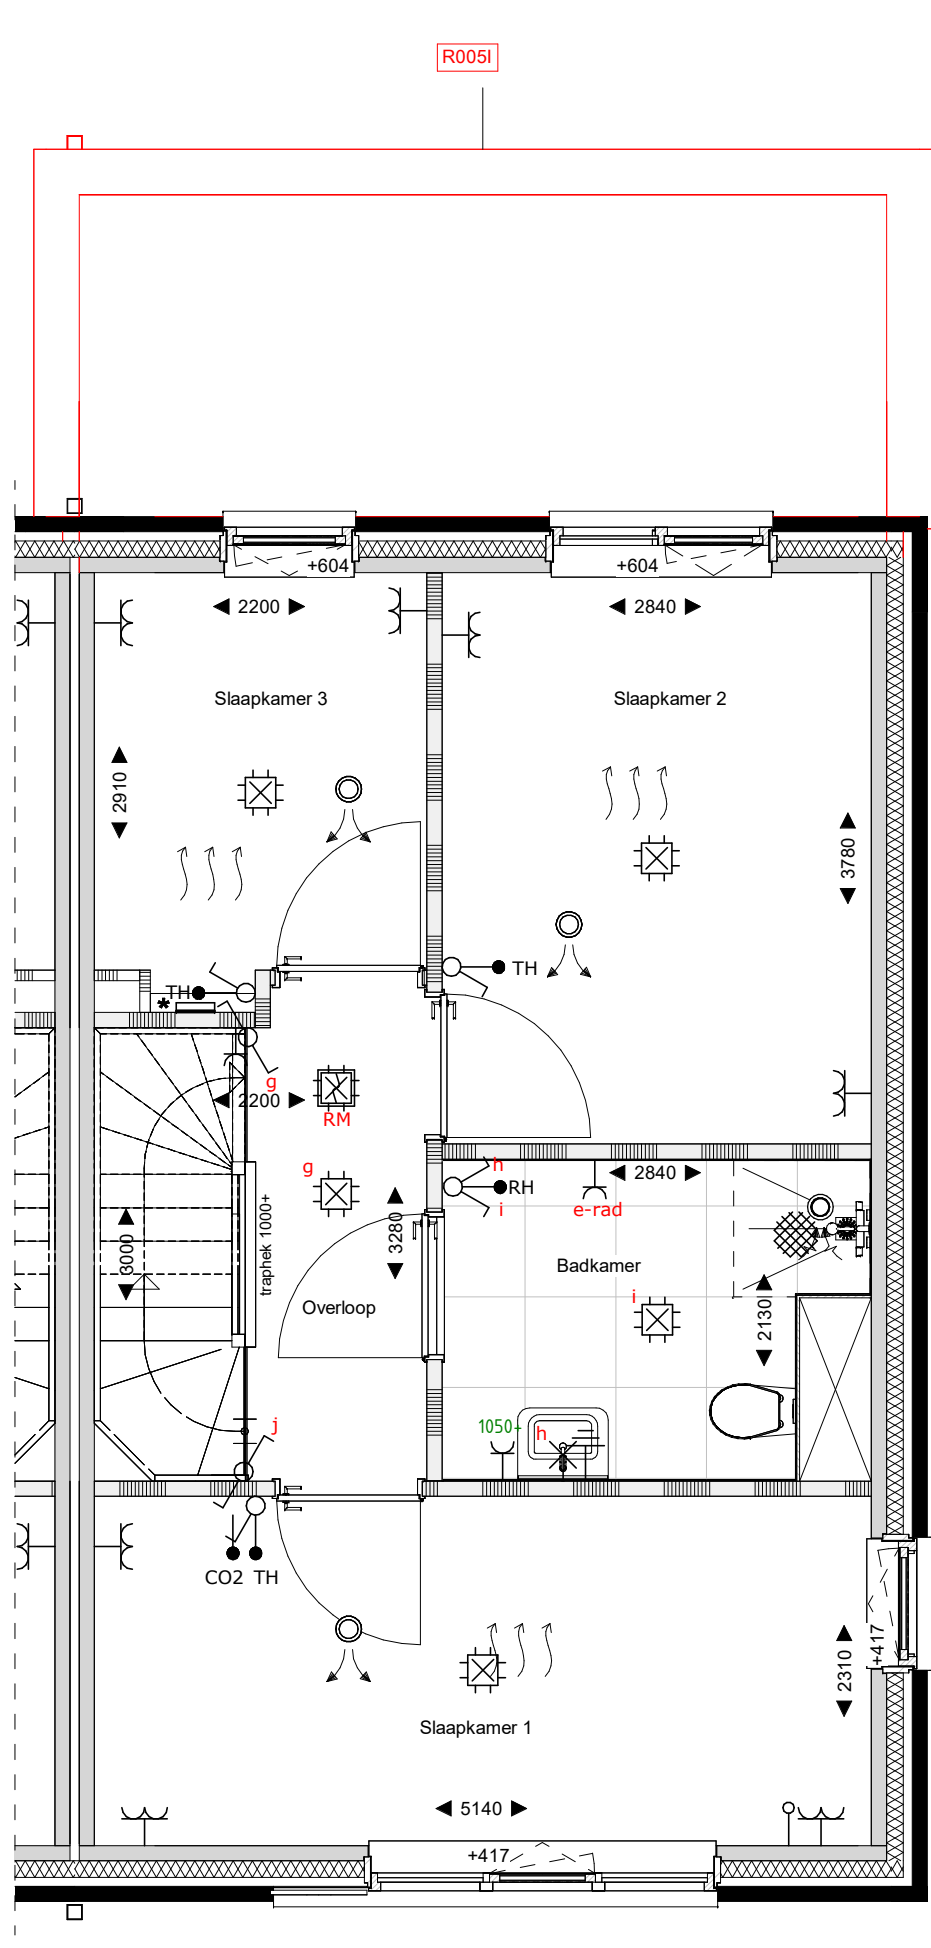 R005I
+604
+604
2200
2840
Slaapkamer 3
Slaapkamer 2
2910
3780
TH
TH
*
g
2200
RM
g
h
RH
i
2840
e-rad
3000
traphek 1000+
3280
Badkamer
Overloop
i
2130
j
1050+
h
CO2 TH
+417
2310
Slaapkamer 1
5140
+417